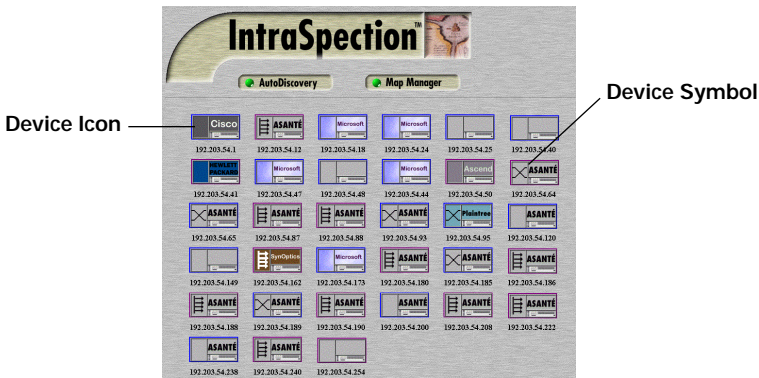 IntraSpection™
AutoDiscovery Map Manager
Device Symbol
Device Icon
Cisco ASANTÉ Microsoft Microsoft
192.203.54.1 192.203.54.12 192.203.54.18 192.203.54.24 192.203.54.25 192.203.54.40
HEWLETT PACKARD Microsoft Microsoft Ascend ASANTÉ
192.203.54.41 192.203.54.47 192.203.54.48 192.203.54.44 192.203.54.50 192.203.54.64
ASANTÉ ASANTÉ ASANTÉ ASANTÉ Plaintree ASANTÉ
192.203.54.65 192.203.54.87 192.203.54.88 192.203.54.93 192.203.54.95 192.203.54.120
SynOptics Microsoft ASANTÉ ASANTÉ ASANTÉ
192.203.54.149 192.203.54.162 192.203.54.173 192.203.54.180 192.203.54.185 192.203.54.186
ASANTÉ ASANTÉ ASANTÉ ASANTÉ ASANTÉ ASANTÉ
192.203.54.188 192.203.54.189 192.203.54.190 192.203.54.200 192.203.54.208 192.203.54.222
ASANTÉ ASANTÉ
192.203.54.238 192.203.54.240 192.203.54.254